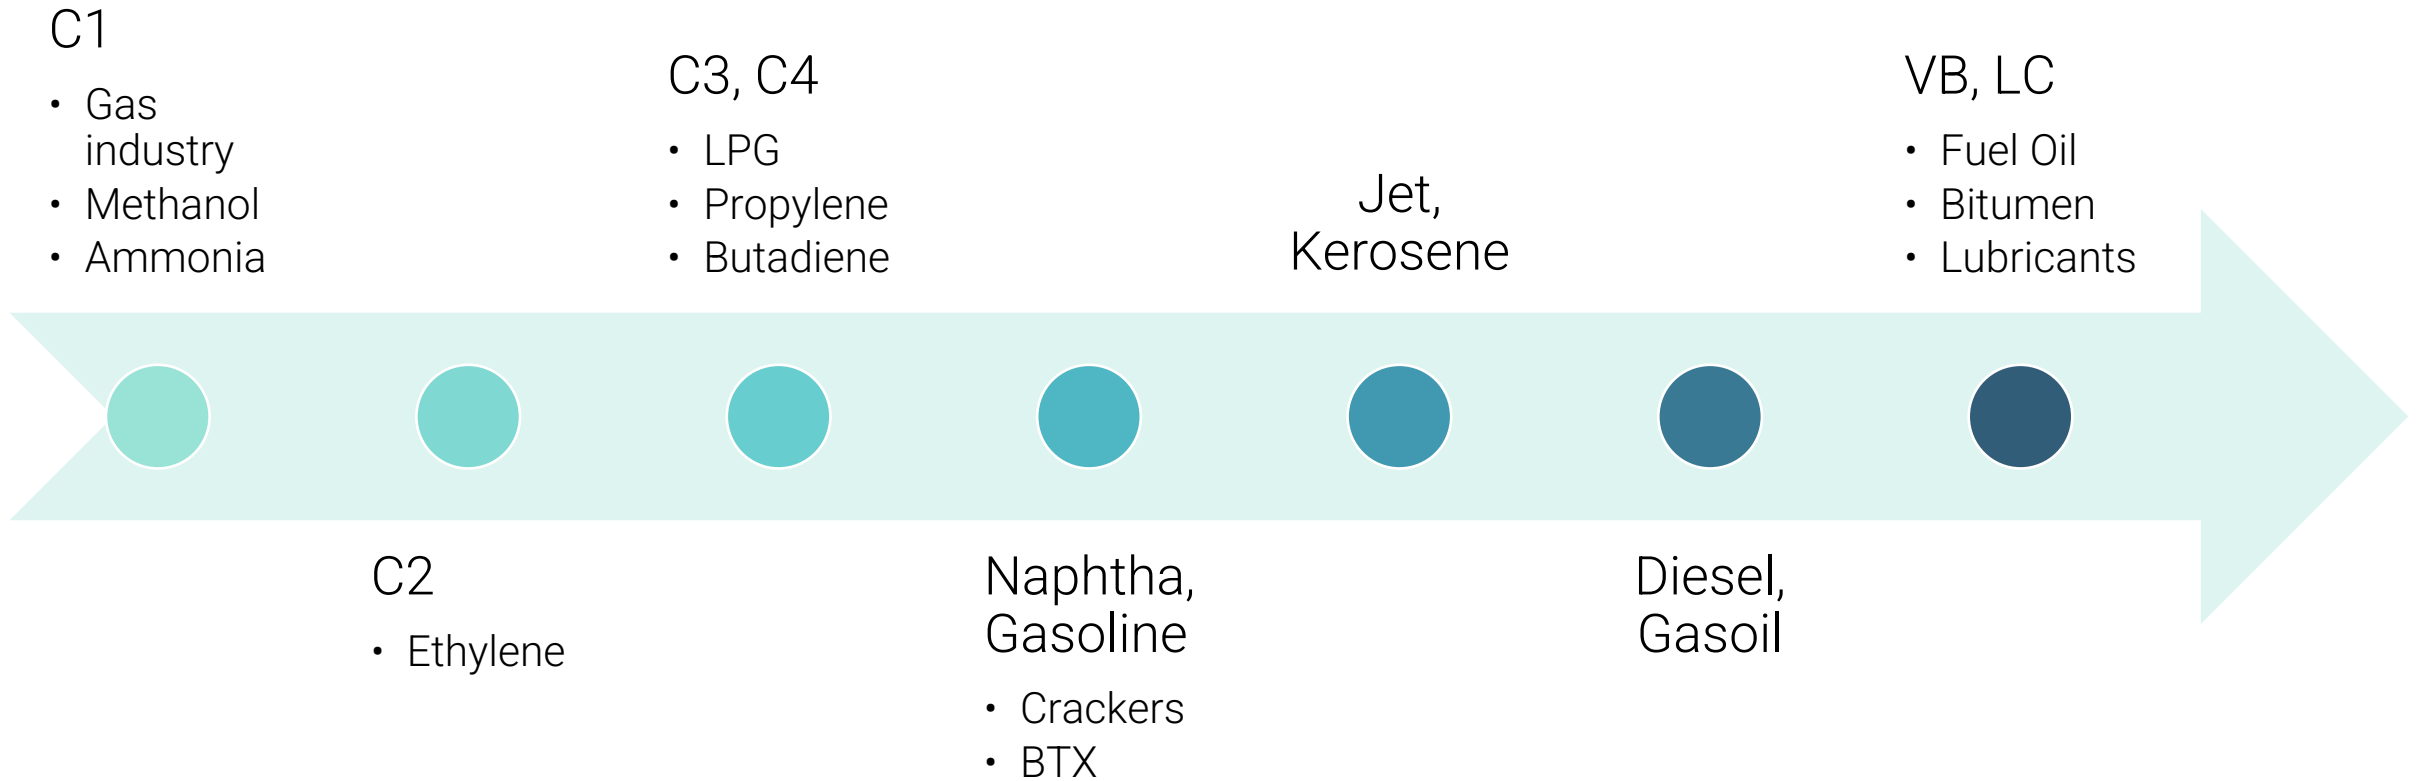 C1
• Gas
industry
• Methanol
• Ammonia
C2
• Ethylene
C3, C4
• LPG
• Propylene
• Butadiene
Naphtha,
Gasoline
• Crackers
• BTX
Jet,
Kerosene
Diesel,
Gasoil
VB, LC
• Fuel Oil
• Bitumen
• Lubricants